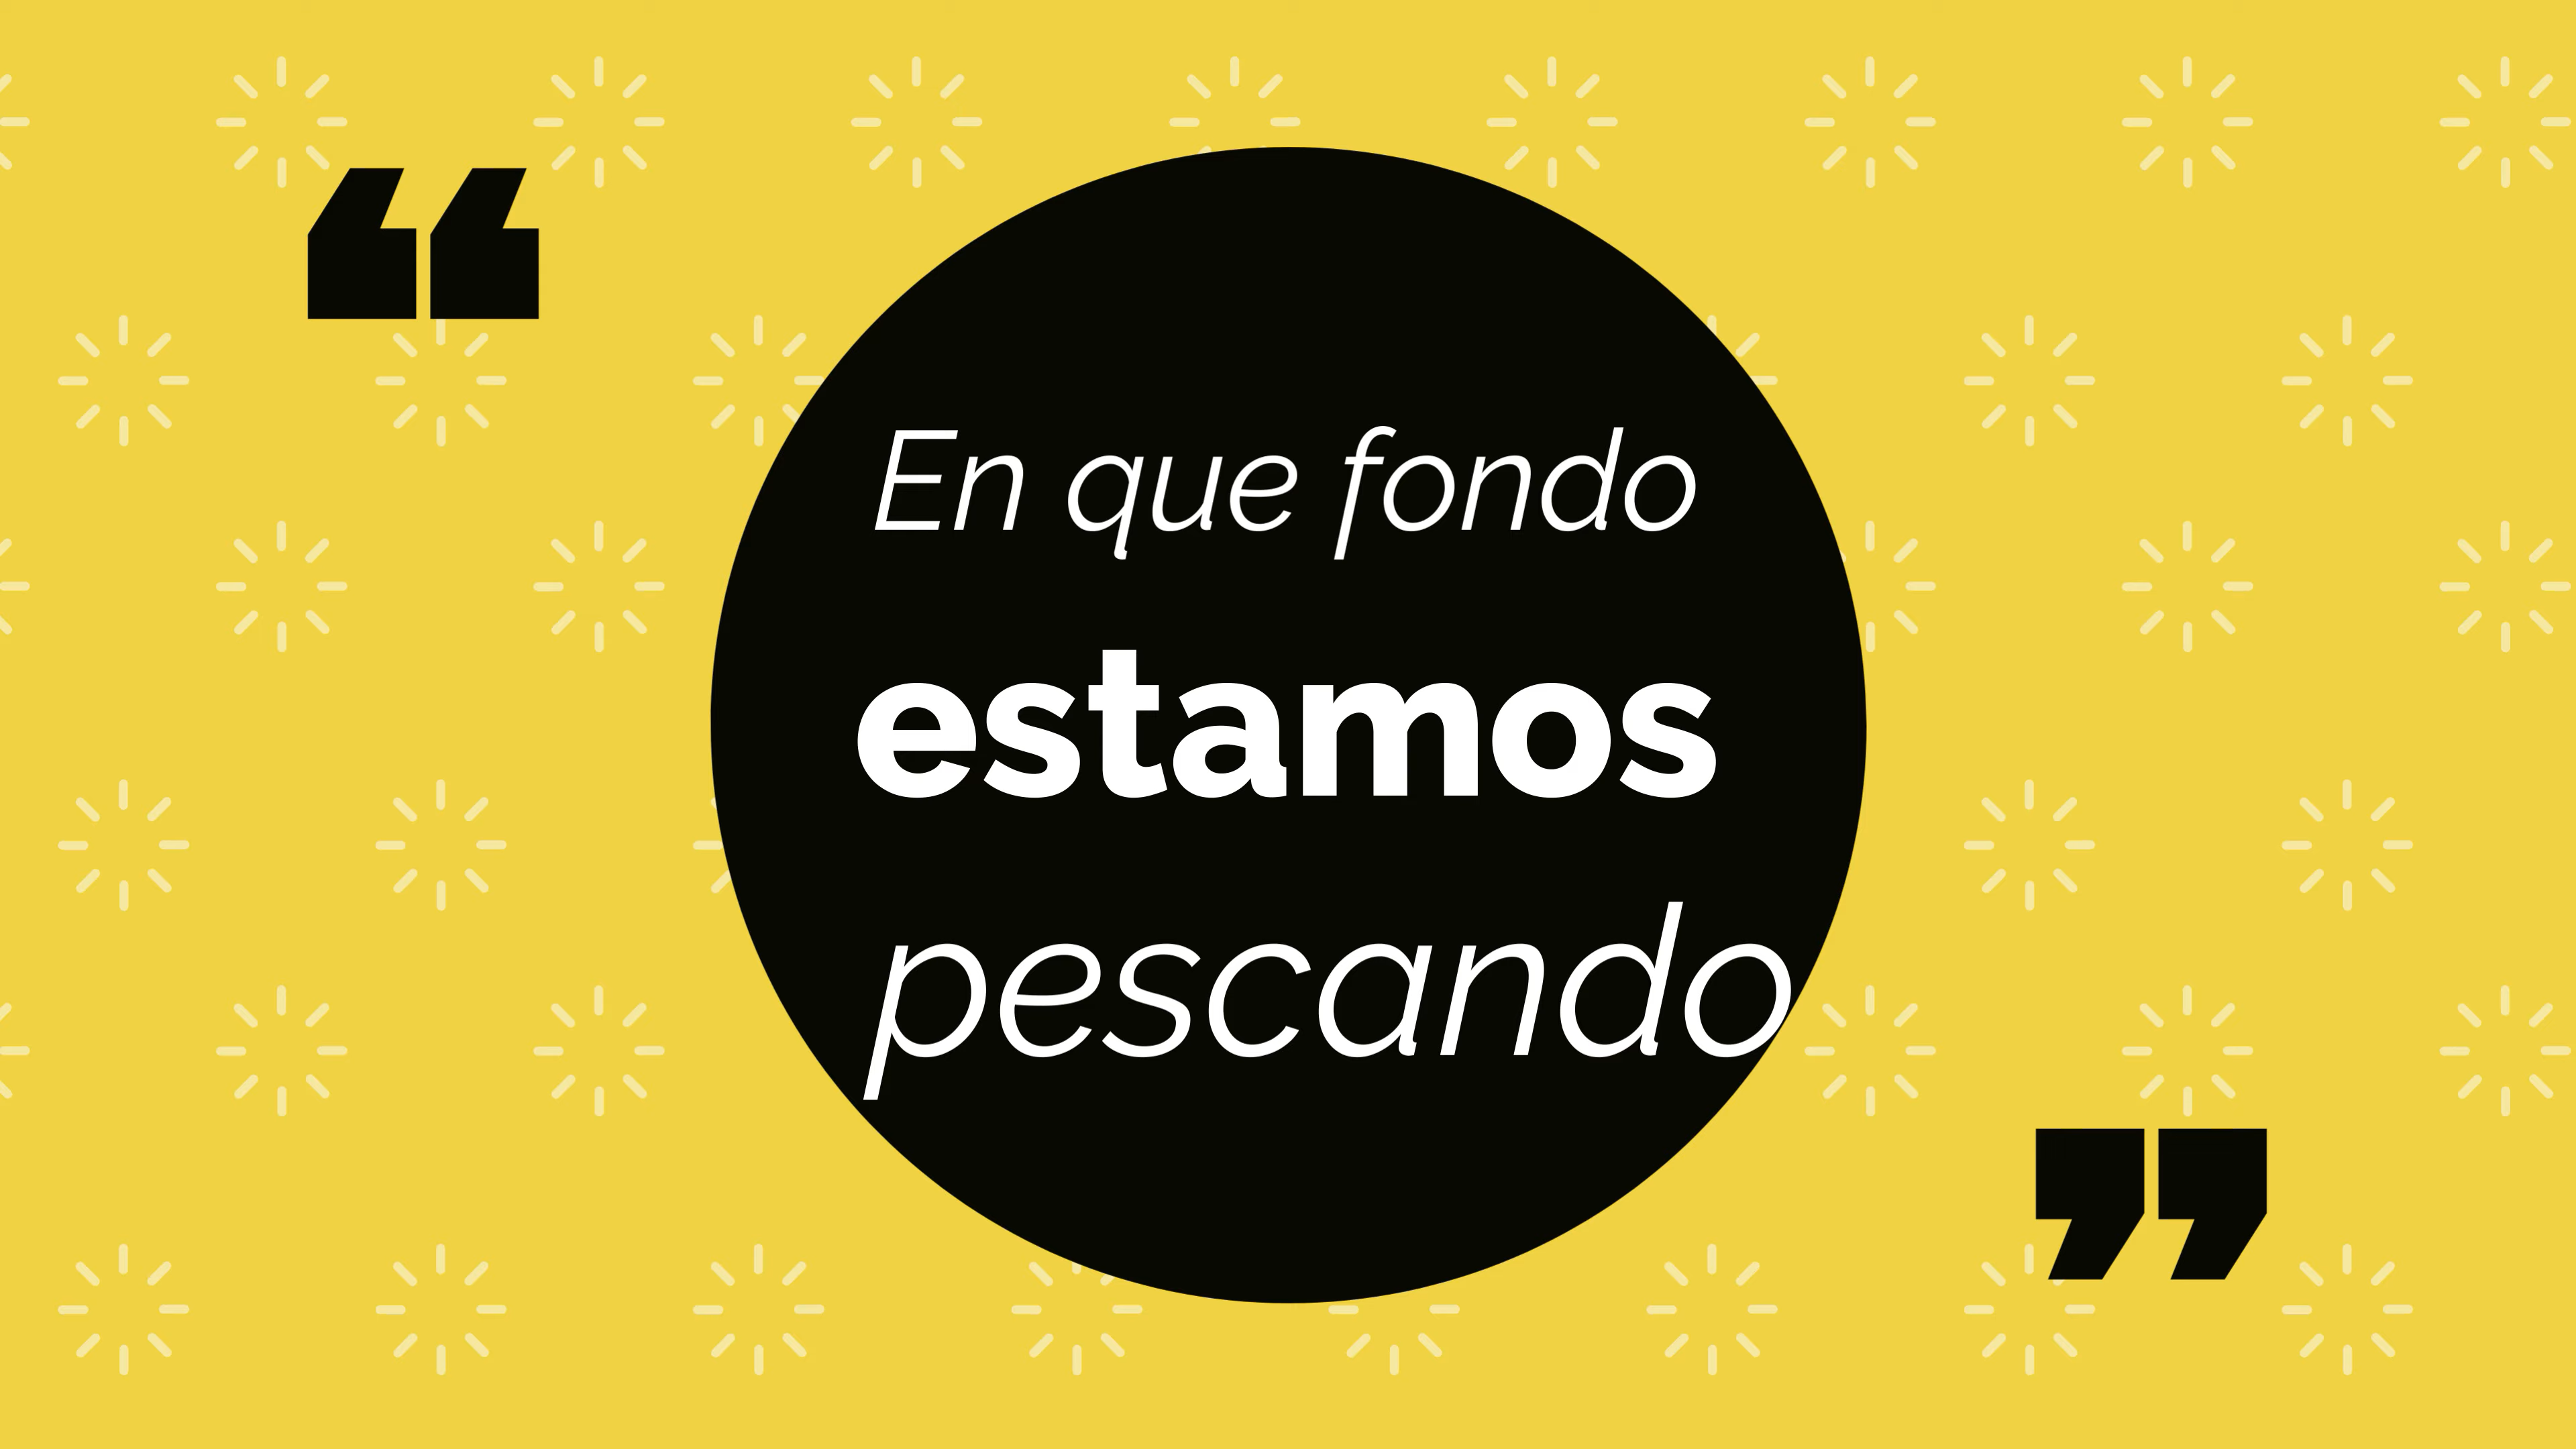 “
En que fondo
estamos
pescando
”